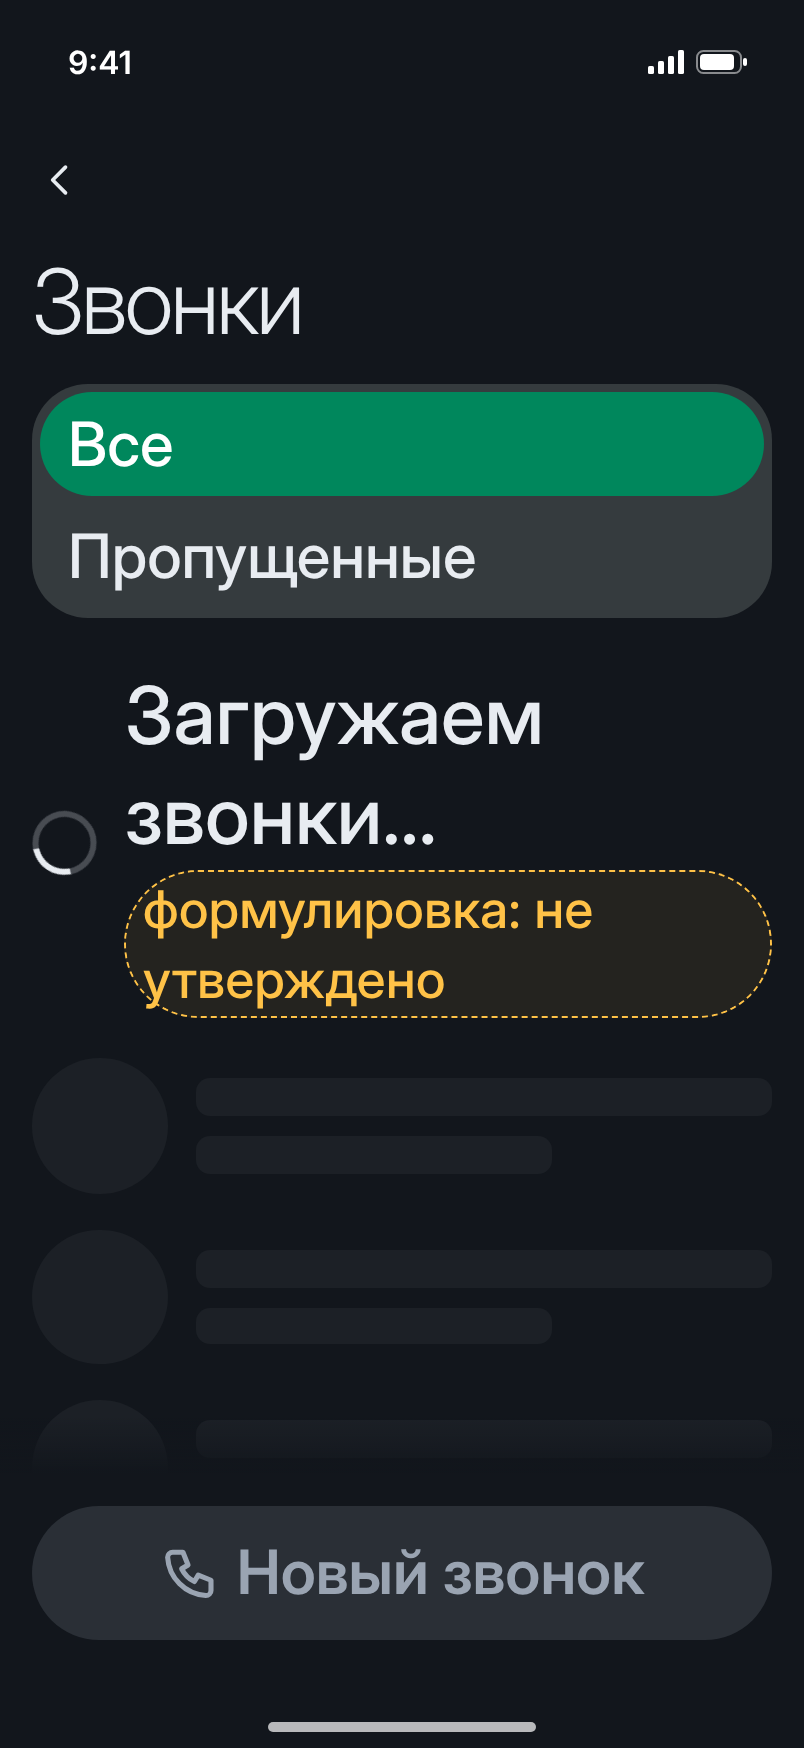 9:41
Звонки
Все
Пропущенные
Загружаем
звонки...
формулировка: не
утверждено
Новый звонок